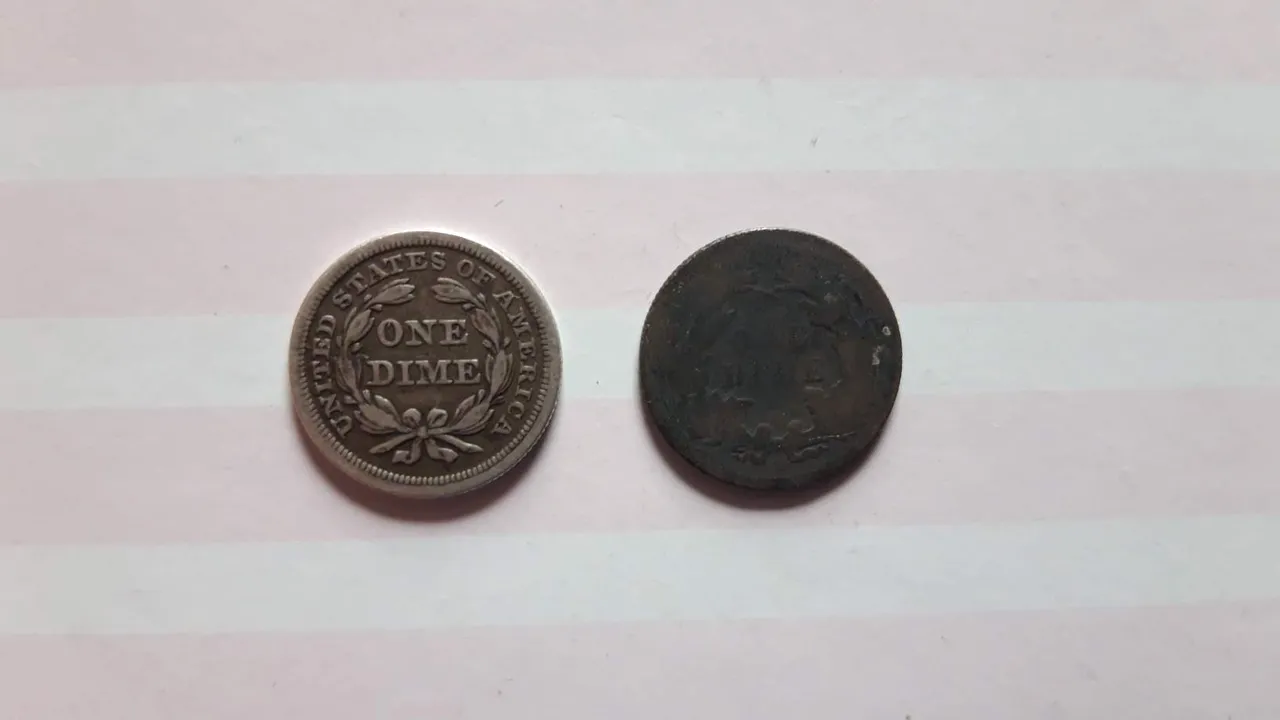 UNITED STATES OF AMERICA
ONE
DIME